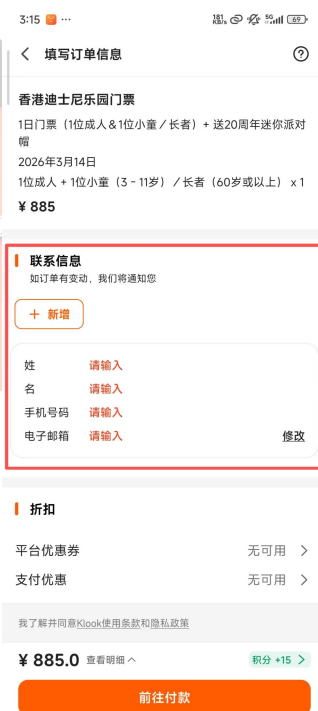 3:15 ···
181 KB/s 5G 69
填写订单信息
香港迪士尼乐园门票
1日门票（1位成人＆1位小童／长者）+ 送20周年迷你派对
帽
2026年3月14日
1位成人 + 1位小童（3 - 11岁）／长者（60岁或以上） x 1
¥ 885
联系信息
如订单有变动，我们将通知您
+ 新增
姓 请输入
名 请输入
手机号码 请输入
电子邮箱 请输入 修改
折扣
平台优惠券 无可用
支付优惠 无可用
我了解并同意Klook使用条款和隐私政策
¥ 885.0 查看明细 积分 +15
前往付款